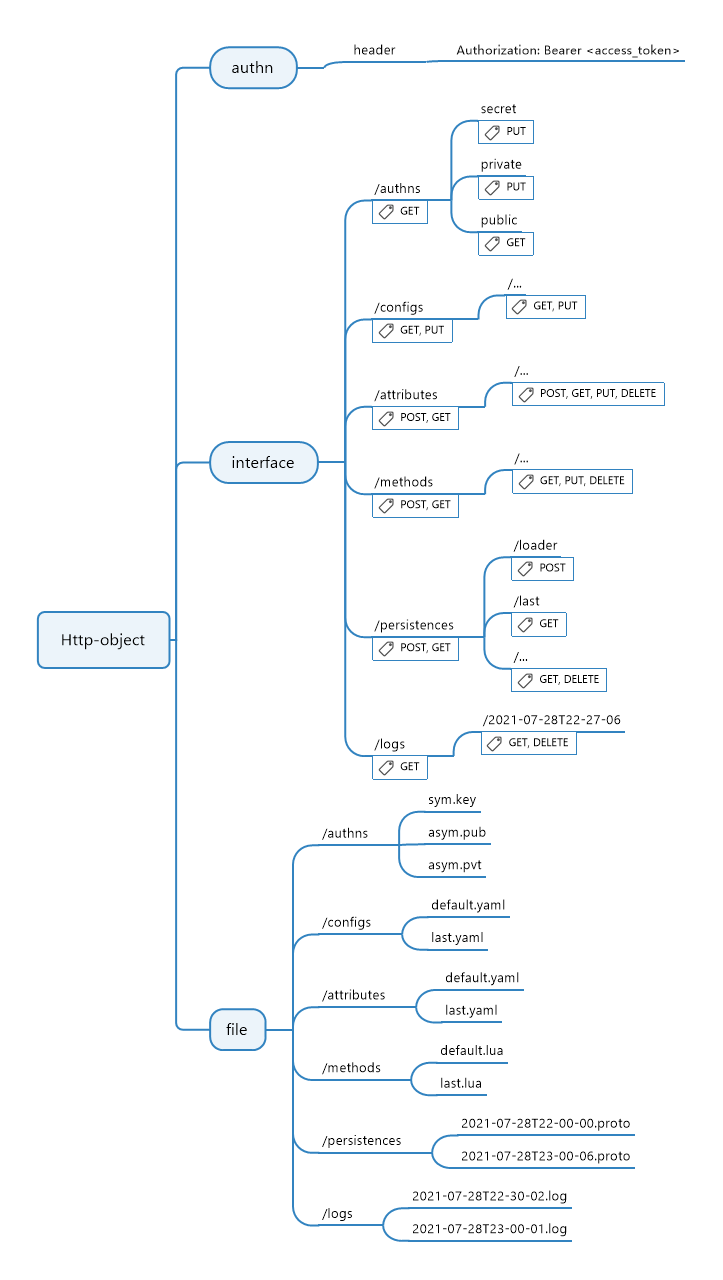 Http-object
authn
header
Authorization: Bearer <access_token>
interface
/authns
GET
secret
PUT
private
PUT
public
GET
/configs
GET, PUT
/...
GET, PUT
/attributes
POST, GET
/...
POST, GET, PUT, DELETE
/methods
POST, GET
/...
GET, PUT, DELETE
/persistences
POST, GET
/loader
POST
/last
GET
/...
GET, DELETE
/logs
GET
/2021-07-28T22-27-06
GET, DELETE
file
/authns
sym.key
asym.pub
asym.pvt
/configs
default.yaml
last.yaml
/attributes
default.yaml
last.yaml
/methods
default.lua
last.lua
/persistences
2021-07-28T22-00-00.proto
2021-07-28T23-00-06.proto
/logs
2021-07-28T22-30-02.log
2021-07-28T23-00-01.log